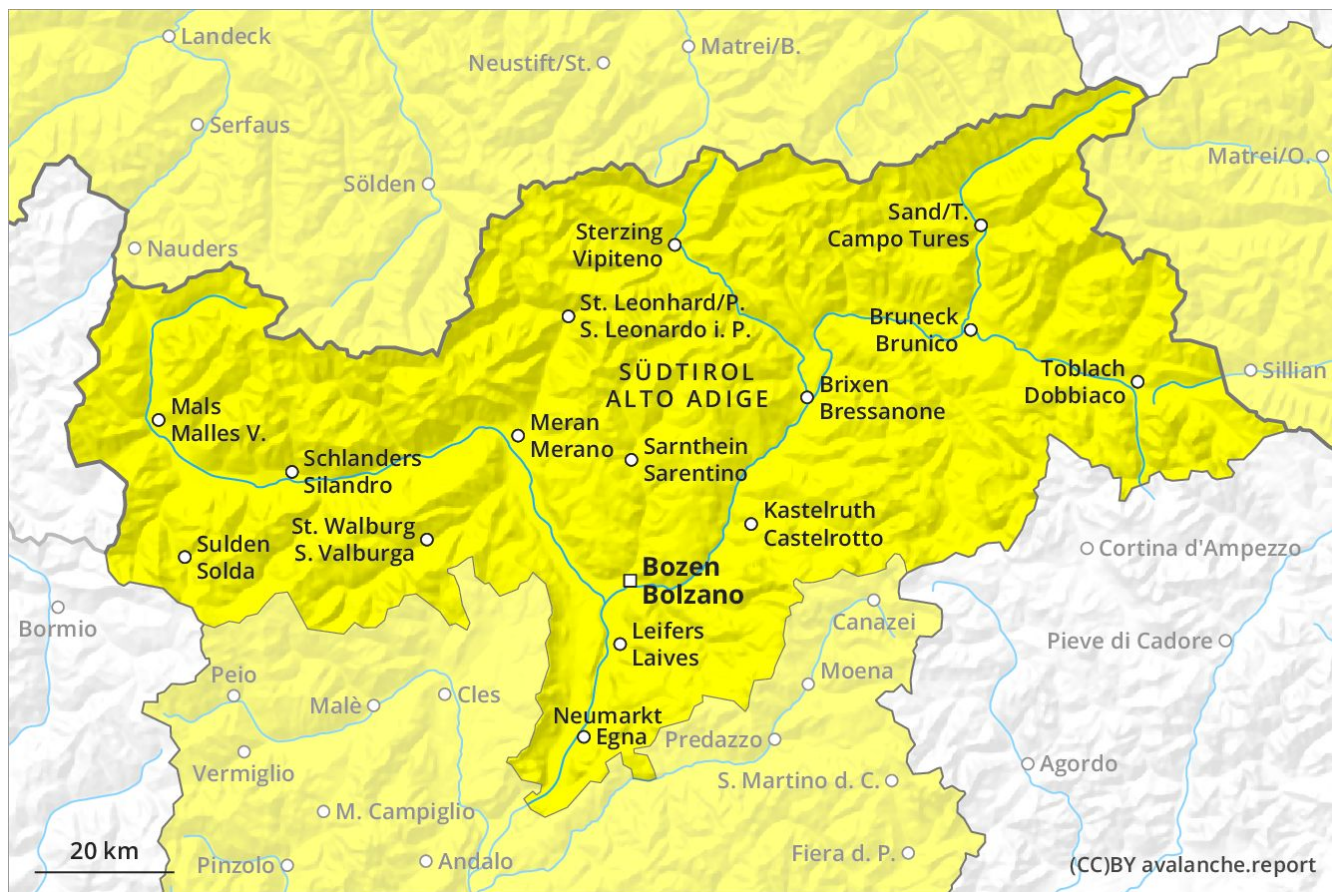 Landeck
Neustift/St.
Matrei/B.
Serfaus
Matrei/O.
Sölden
Nauders
Sand/T.
Campo Tures
Sterzing
Vipiteno
St. Leonhard/P.
S. Leonardo i. P.
Bruneck
Brunico
SÜDTIROL
ALTO ADIGE
Toblach
Dobbiaco
Sillian
Brixen
Bressanone
Mals
Malles V.
Meran
Merano
Schlanders
Silandro
Sarnthein
Sarentino
Kastelruth
Castelrotto
St. Walburg
S. Valburga
Sulden
Solda
Cortina d'Ampezzo
Bozen
Bolzano
Bormio
Leifers
Laives
Canazei
Pieve di Cadore
Peio
Moena
Malè
Cles
Neumarkt
Egna
Predazzo
Vermiglio
Agordo
S. Martino d. C.
M. Campiglio
20 km
Pinzolo
Andalo
Fiera d. P.
(CC)BY avalanche.report